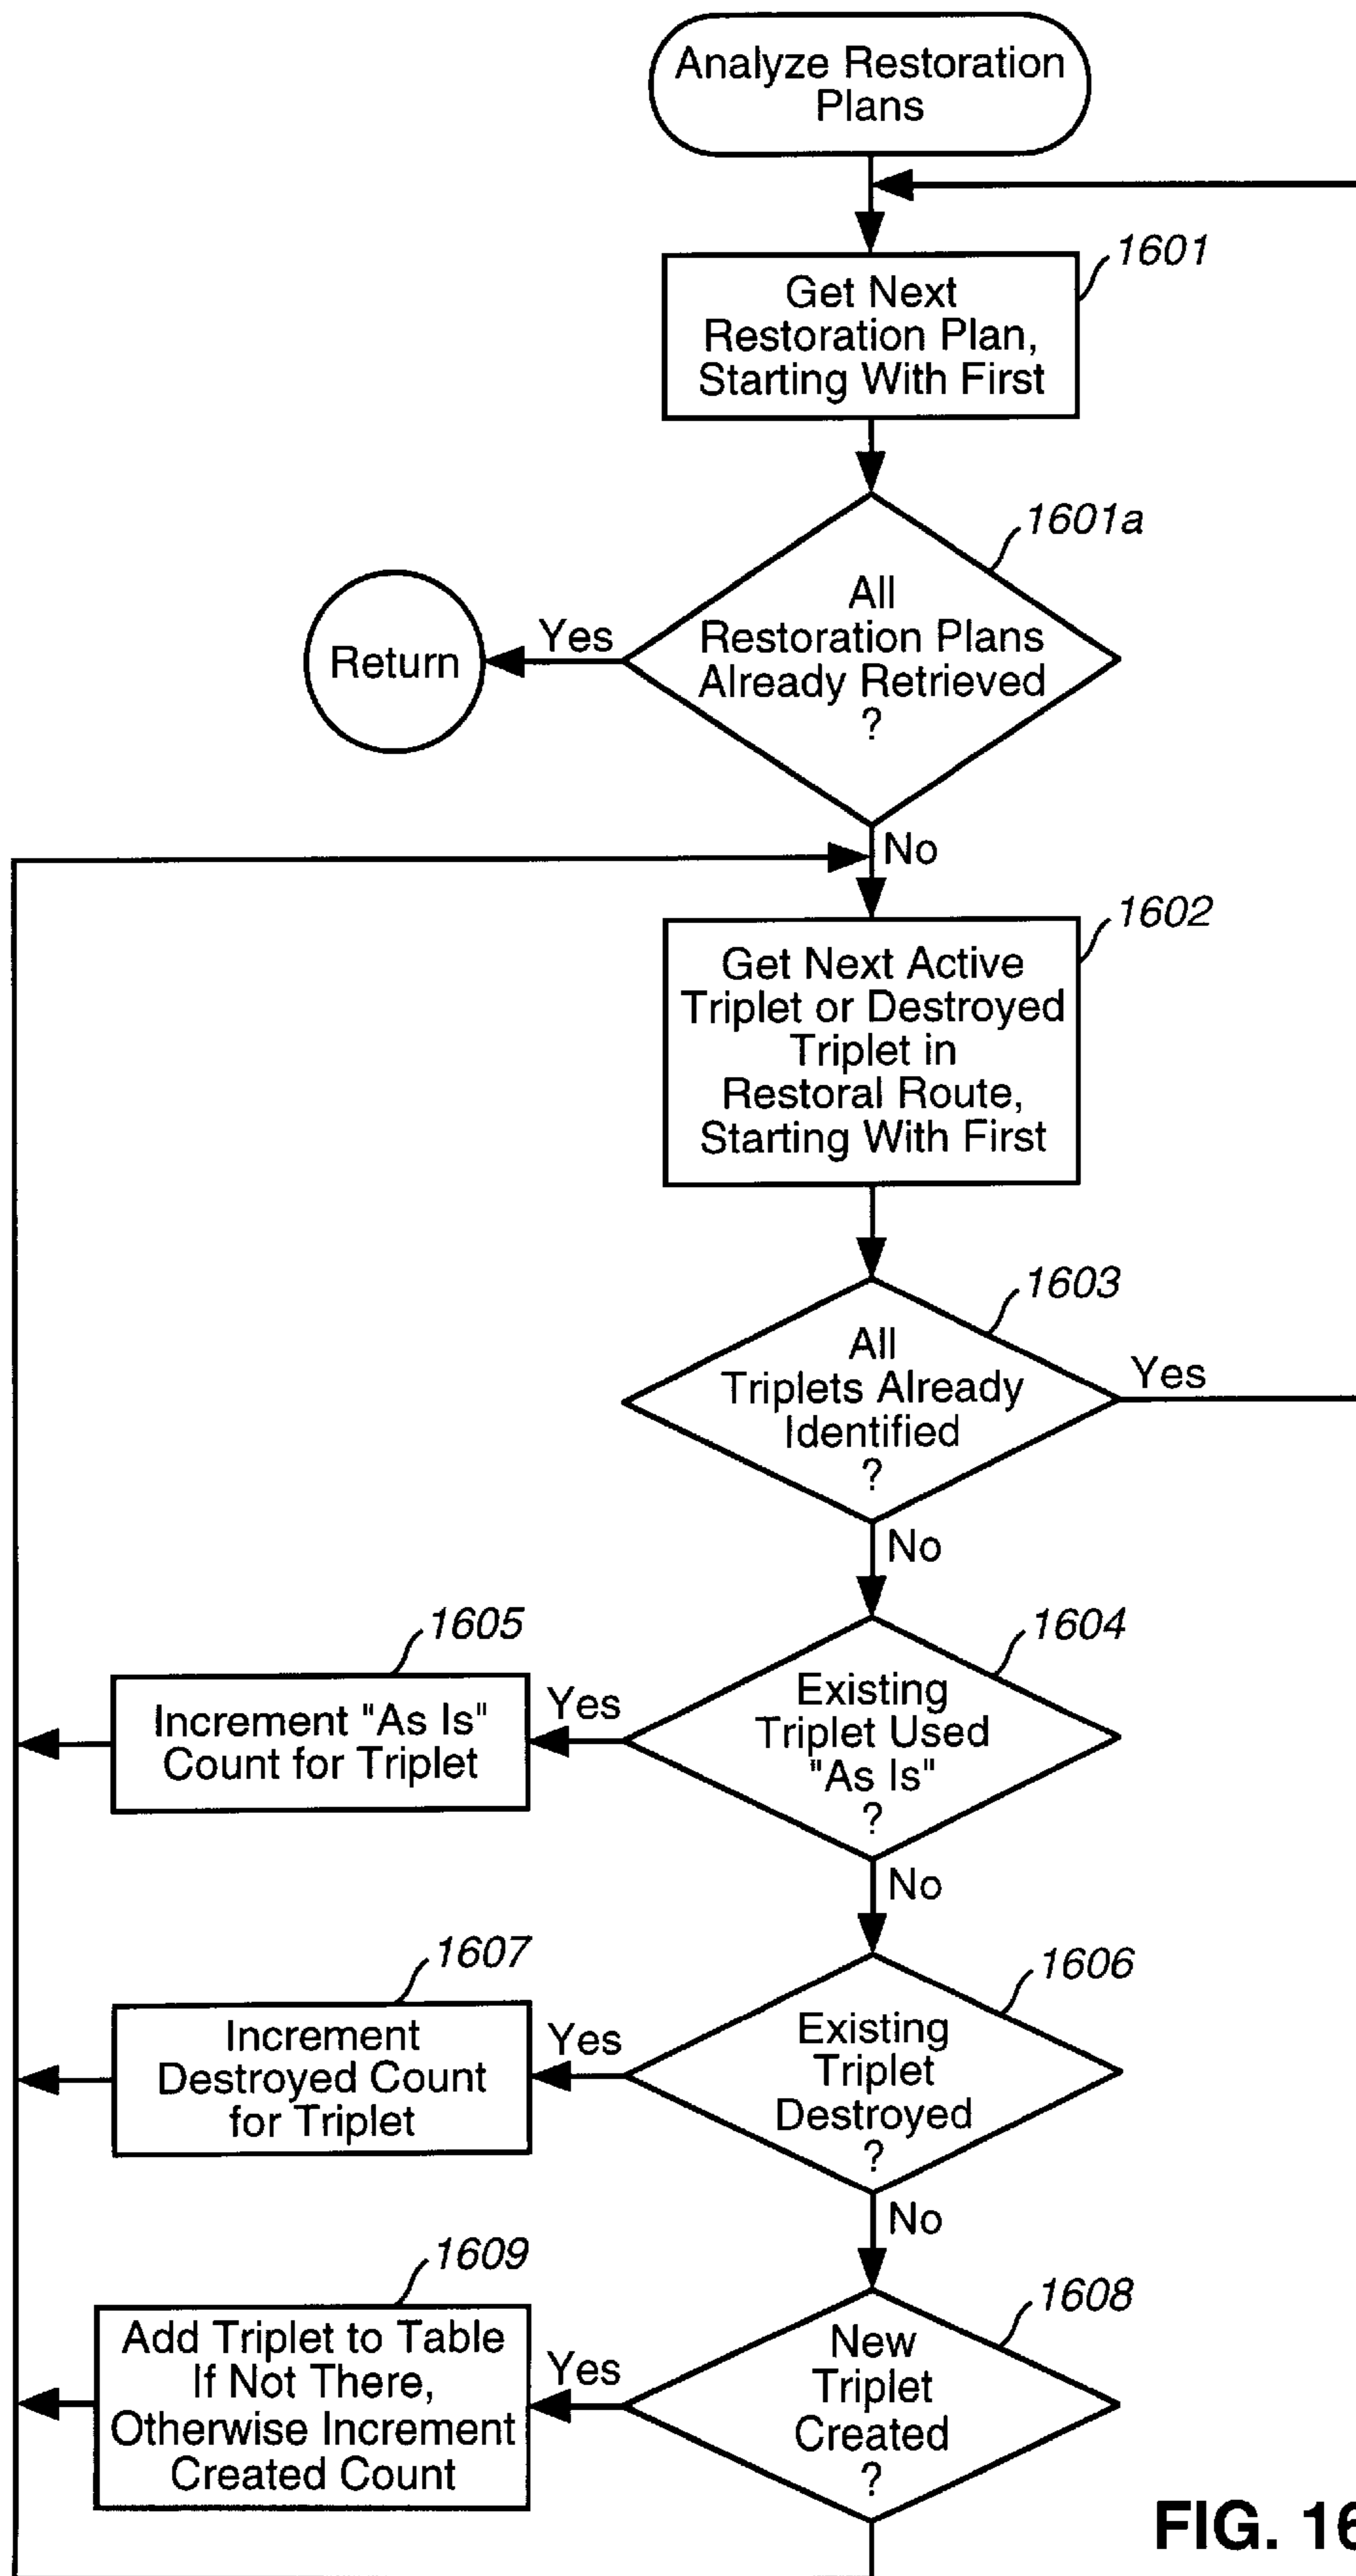 Analyze Restoration
Plans
1601
Get Next
Restoration Plan,
Starting With First
1601a
All
Restoration Plans
Already Retrieved
?
Yes
Return
No
1602
Get Next Active
Triplet or Destroyed
Triplet in
Restoral Route,
Starting With First
1603
All
Triplets Already
Identified
?
Yes
No
1604
Existing
Triplet Used
"As Is"
?
Yes
1605
Increment "As Is"
Count for Triplet
No
1606
Existing
Triplet
Destroyed
?
Yes
1607
Increment
Destroyed Count
for Triplet
No
1608
New
Triplet
Created
?
Yes
1609
Add Triplet to Table
If Not There,
Otherwise Increment
Created Count
FIG. 16